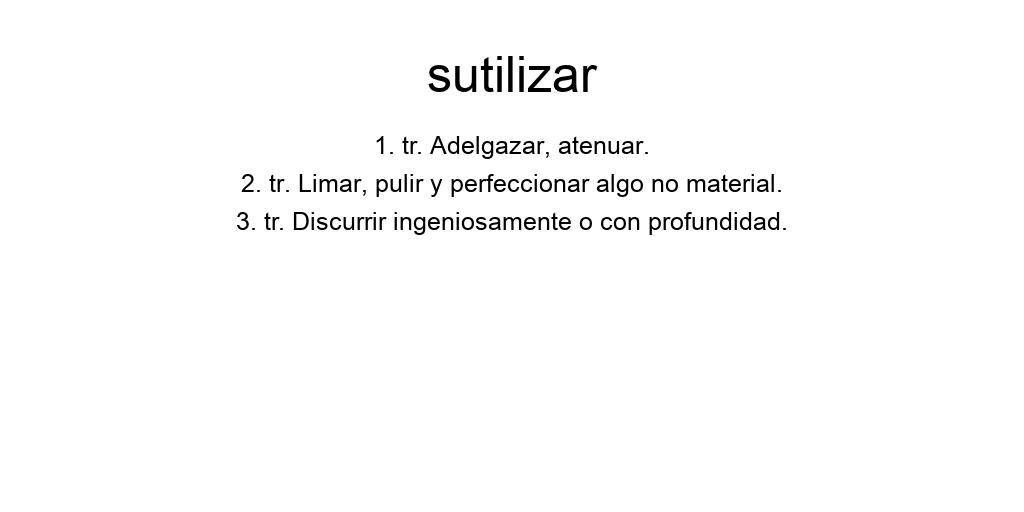 sutilizar
1. tr. Adelgazar, atenuar.
2. tr. Limar, pulir y perfeccionar algo no material.
3. tr. Discurrir ingeniosamente o con profundidad.